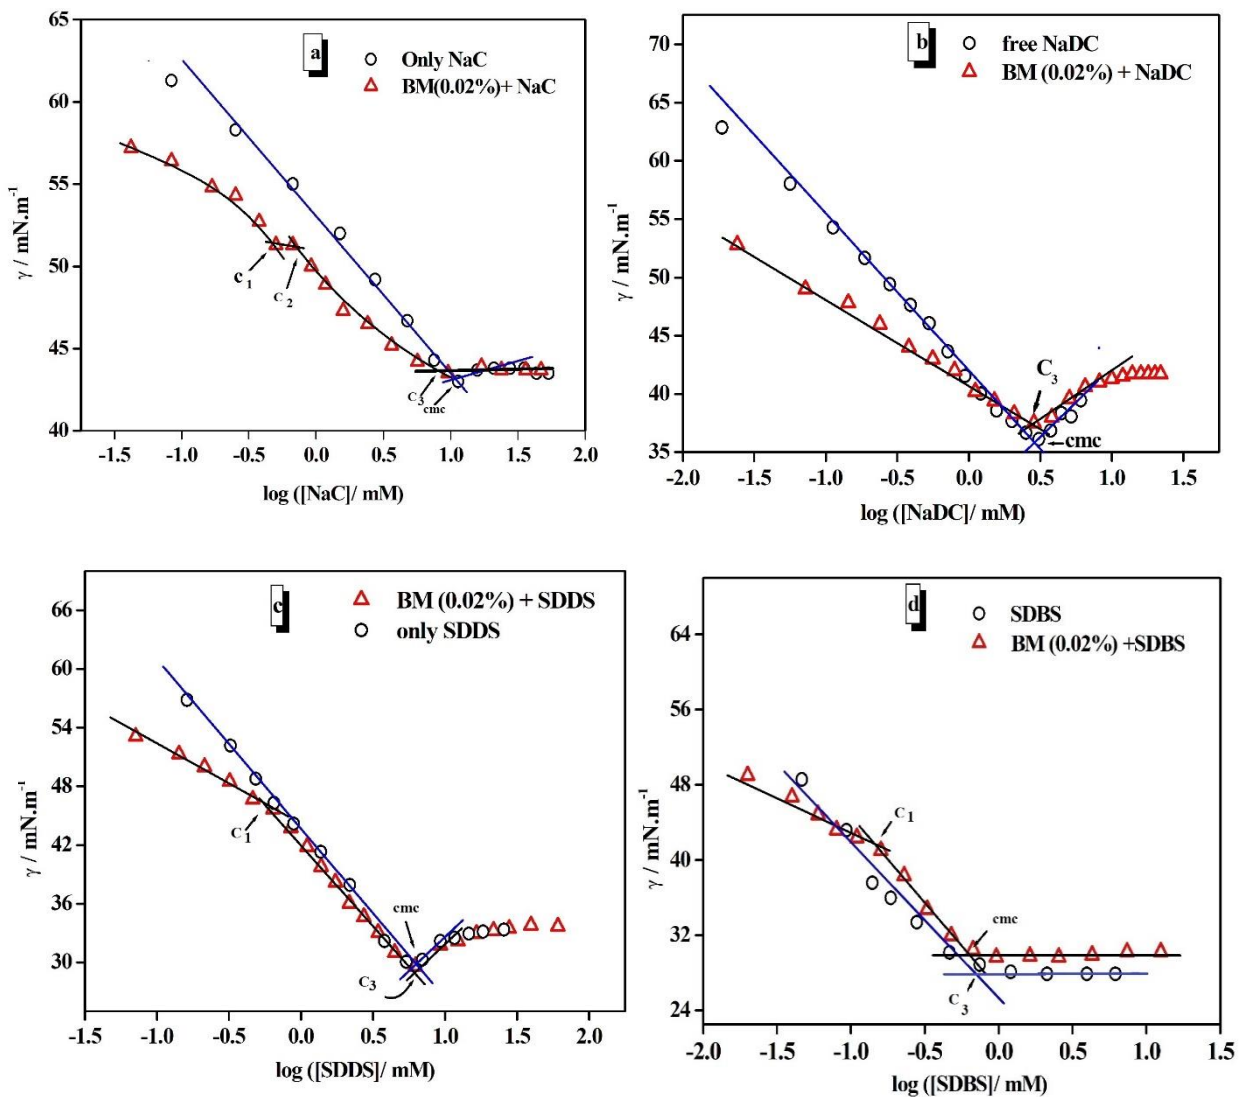 a
Only NaC
BM(0.02%)+ NaC
γ / mN.m-1
65
60
55
50
45
40
c1
C2
C3
cmc
-1.5 -1.0 -0.5 0.0 0.5 1.0 1.5 2.0
log ([NaC]/ mM)
b
free NaDC
BM (0.02%) + NaDC
γ / mN.m-1
70
65
60
55
50
45
40
35
C3
cmc
-2.0 -1.5 -1.0 -0.5 0.0 0.5 1.0 1.5
log ([NaDC]/ mM)
c
BM (0.02%) + SDDS
only SDDS
γ / mN.m-1
66
60
54
48
42
36
30
C1
cmc
C3
-1.5 -1.0 -0.5 0.0 0.5 1.0 1.5 2.0
log ([SDDS]/ mM)
d
SDBS
BM (0.02%) +SDBS
γ / mN.m-1
64
56
48
40
32
24
C1
cmc
C3
-2.0 -1.5 -1.0 -0.5 0.0 0.5 1.0 1.5
log ([SDBS]/ mM)